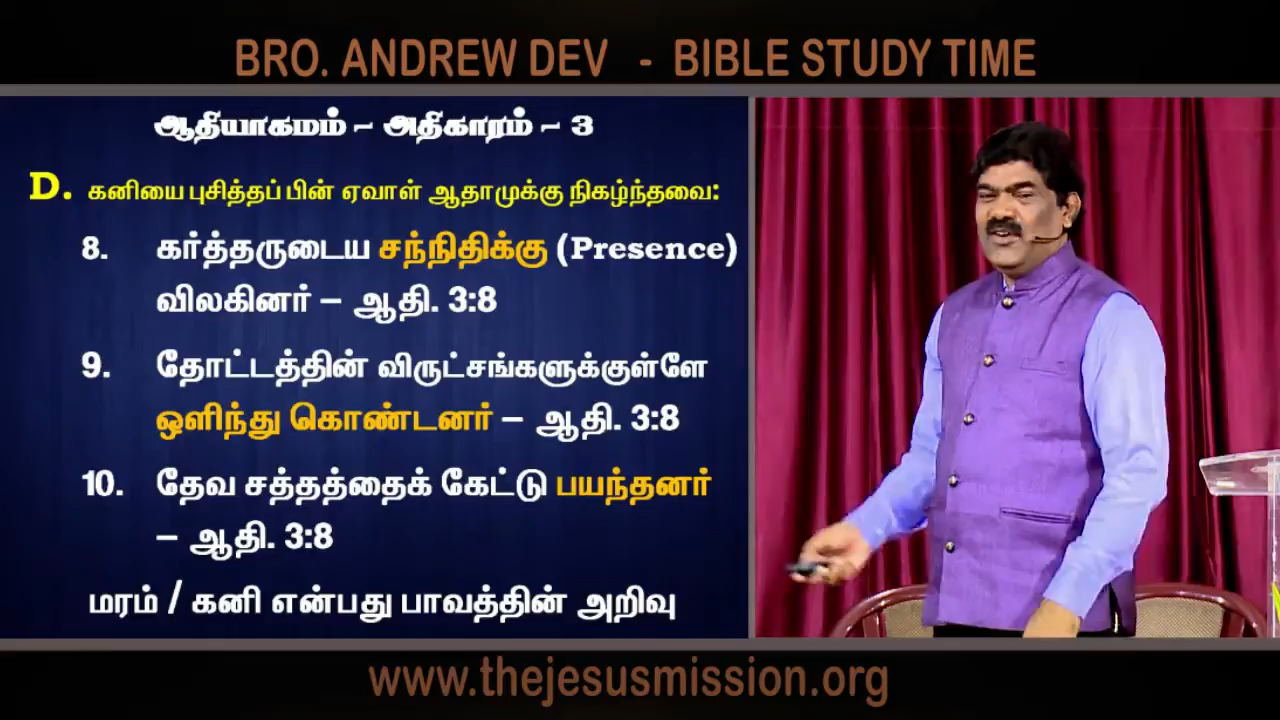 BRO. ANDREW DEV - BIBLE STUDY TIME
ஆதியாகமம் – அதிகாரம் – 3
D. கனியை புசித்தப் பின் ஏவாள் ஆதாமுக்கு நிகழ்ந்தவை:
8. கர்த்தருடைய சந்நிதிக்கு (Presence)
விலகினர் – ஆதி. 3:8
9. தோட்டத்தின் விருட்சங்களுக்குள்ளே
ஒளிந்து கொண்டனர் – ஆதி. 3:8
10. தேவ சத்தத்தைக் கேட்டு பயந்தனர்
– ஆதி. 3:8
மரம் / கனி என்பது பாவத்தின் அறிவு
www.thejesusmission.org